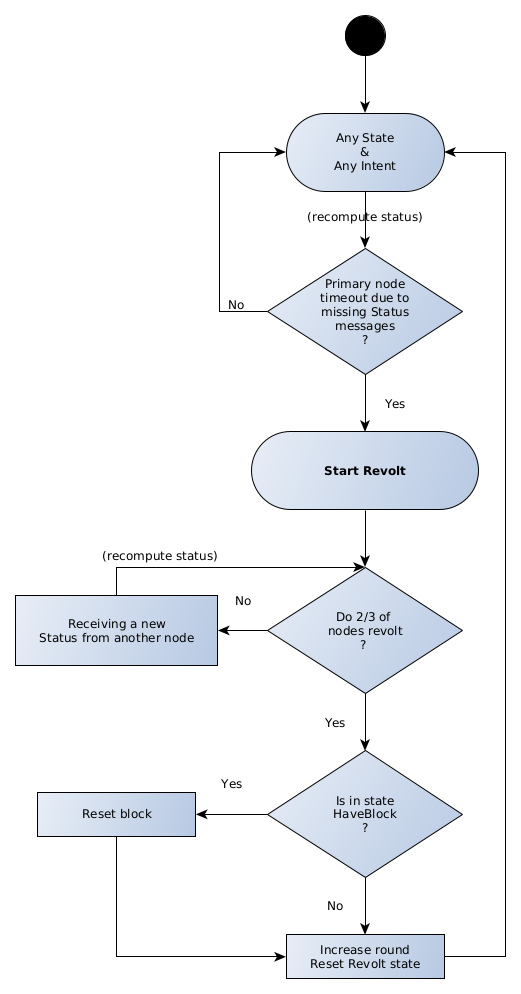 Any State
&
Any Intent
(recompute status)
Primary node
timeout due to
missing Status
messages
?
No
Yes
Start Revolt
(recompute status)
Receiving a new
Status from another node
No
Do 2/3 of
nodes revolt
?
Yes
Yes
Reset block
Is in state
HaveBlock
?
No
Increase round
Reset Revolt state